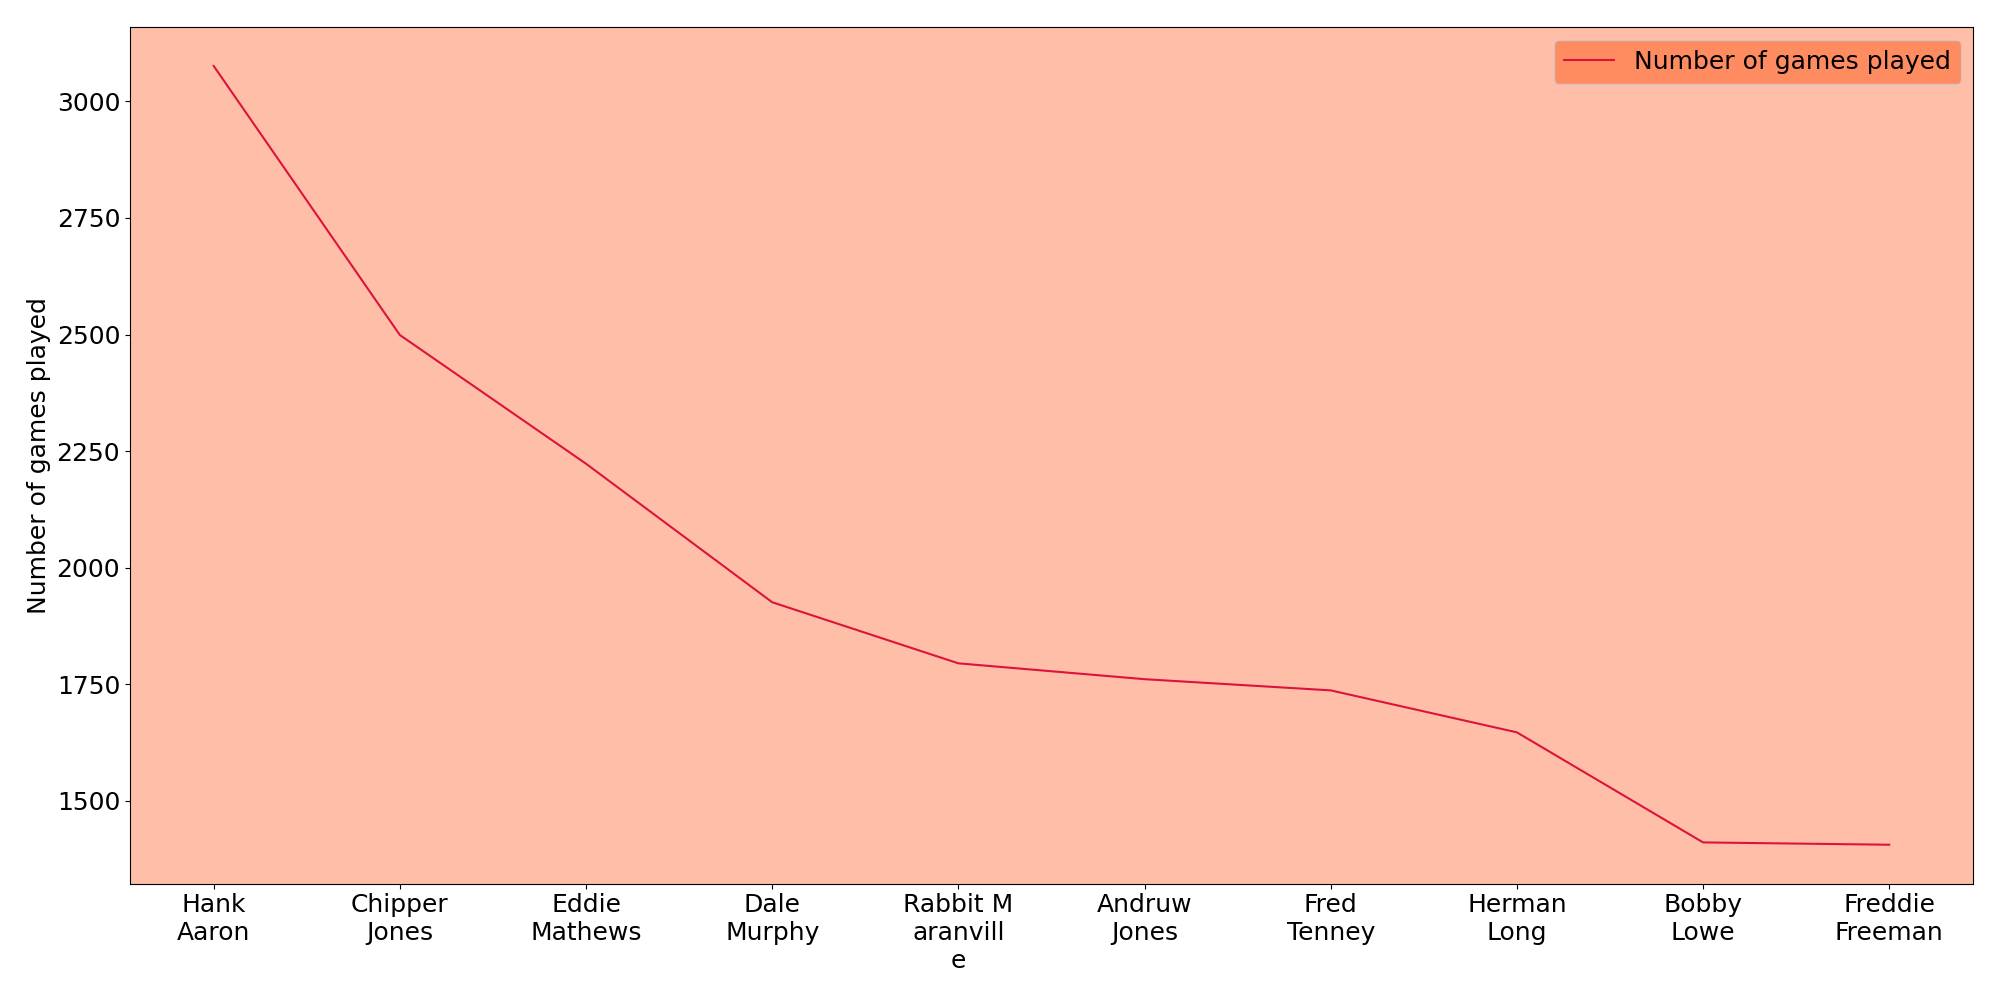 Number of games played
Number of games played
3000
2750
2500
2250
2000
1750
1500
Hank
Aaron
Chipper
Jones
Eddie
Mathews
Dale
Murphy
Rabbit M
aranvill
e
Andruw
Jones
Fred
Tenney
Herman
Long
Bobby
Lowe
Freddie
Freeman